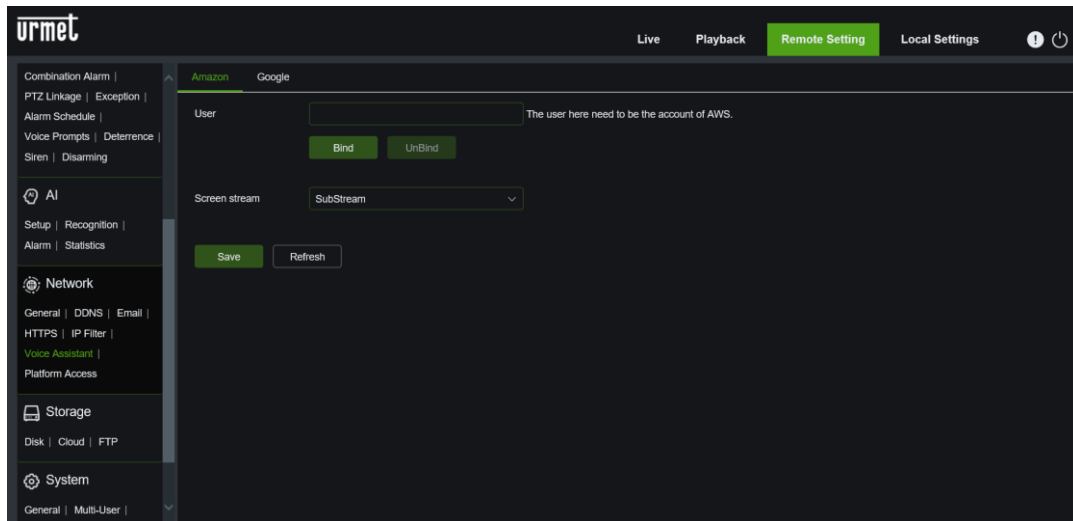 urmet
Live Playback Remote Setting Local Settings
Combination Alarm |
PTZ Linkage | Exception |
Alarm Schedule |
Voice Prompts | Deterrence |
Siren | Disarming
AI
Setup | Recognition |
Alarm | Statistics
Network
General | DDNS | Email |
HTTPS | IP Filter |
Voice Assistant |
Platform Access
Storage
Disk | Cloud | FTP
System
General | Multi-User |
Amazon Google
User The user here need to be the account of AWS.
Bind UnBind
Screen stream SubStream
Save Refresh